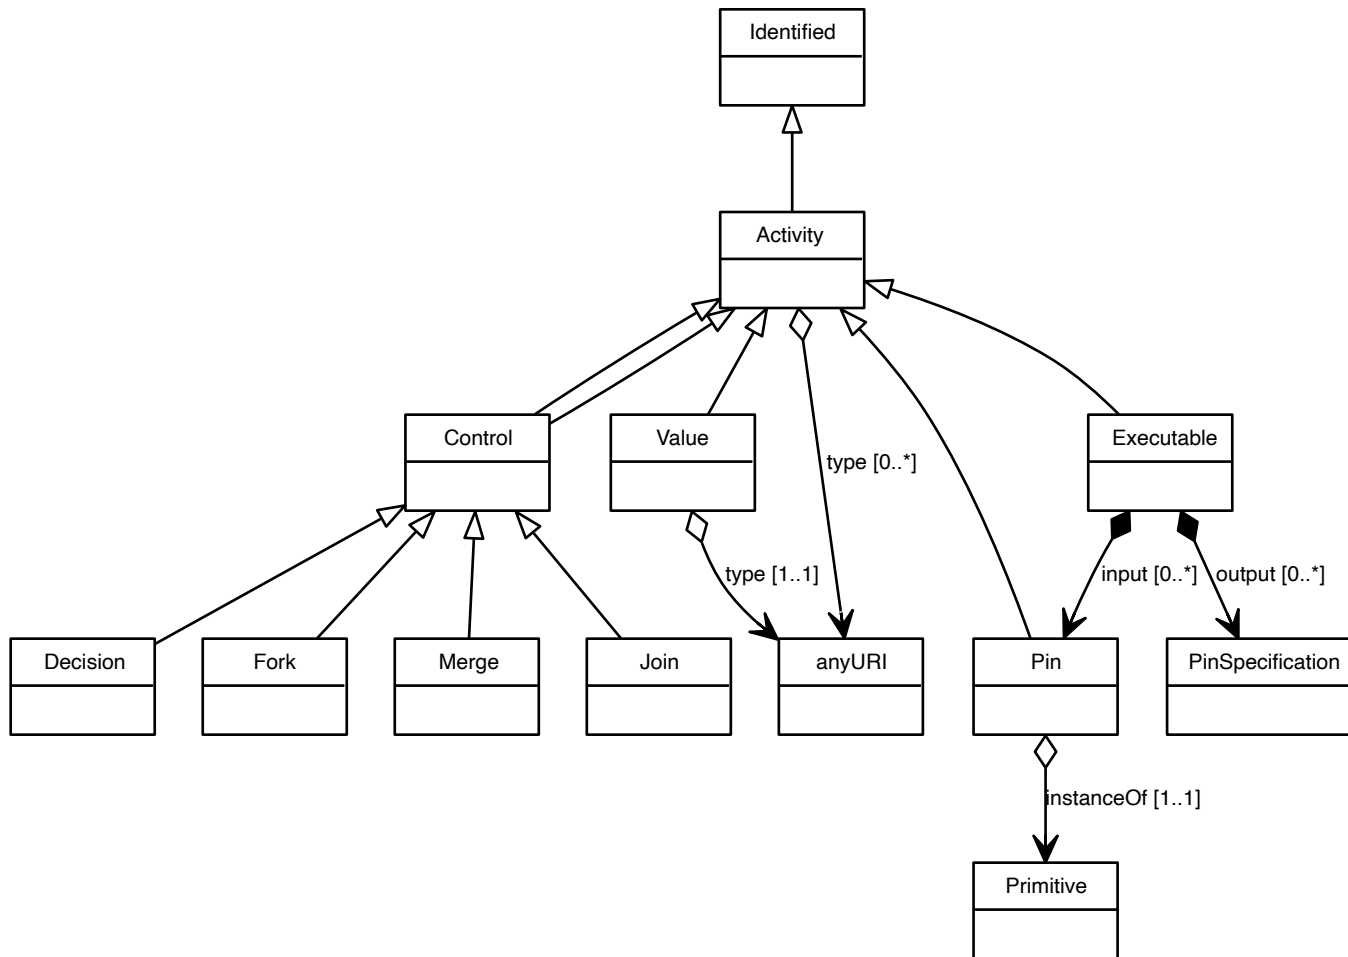 Identified
Activity
Control
Value
type [0..*]
Executable
type [1..1]
input [0..*]
output [0..*]
Decision
Fork
Merge
Join
anyURI
Pin
PinSpecification
instanceOf [1..1]
Primitive